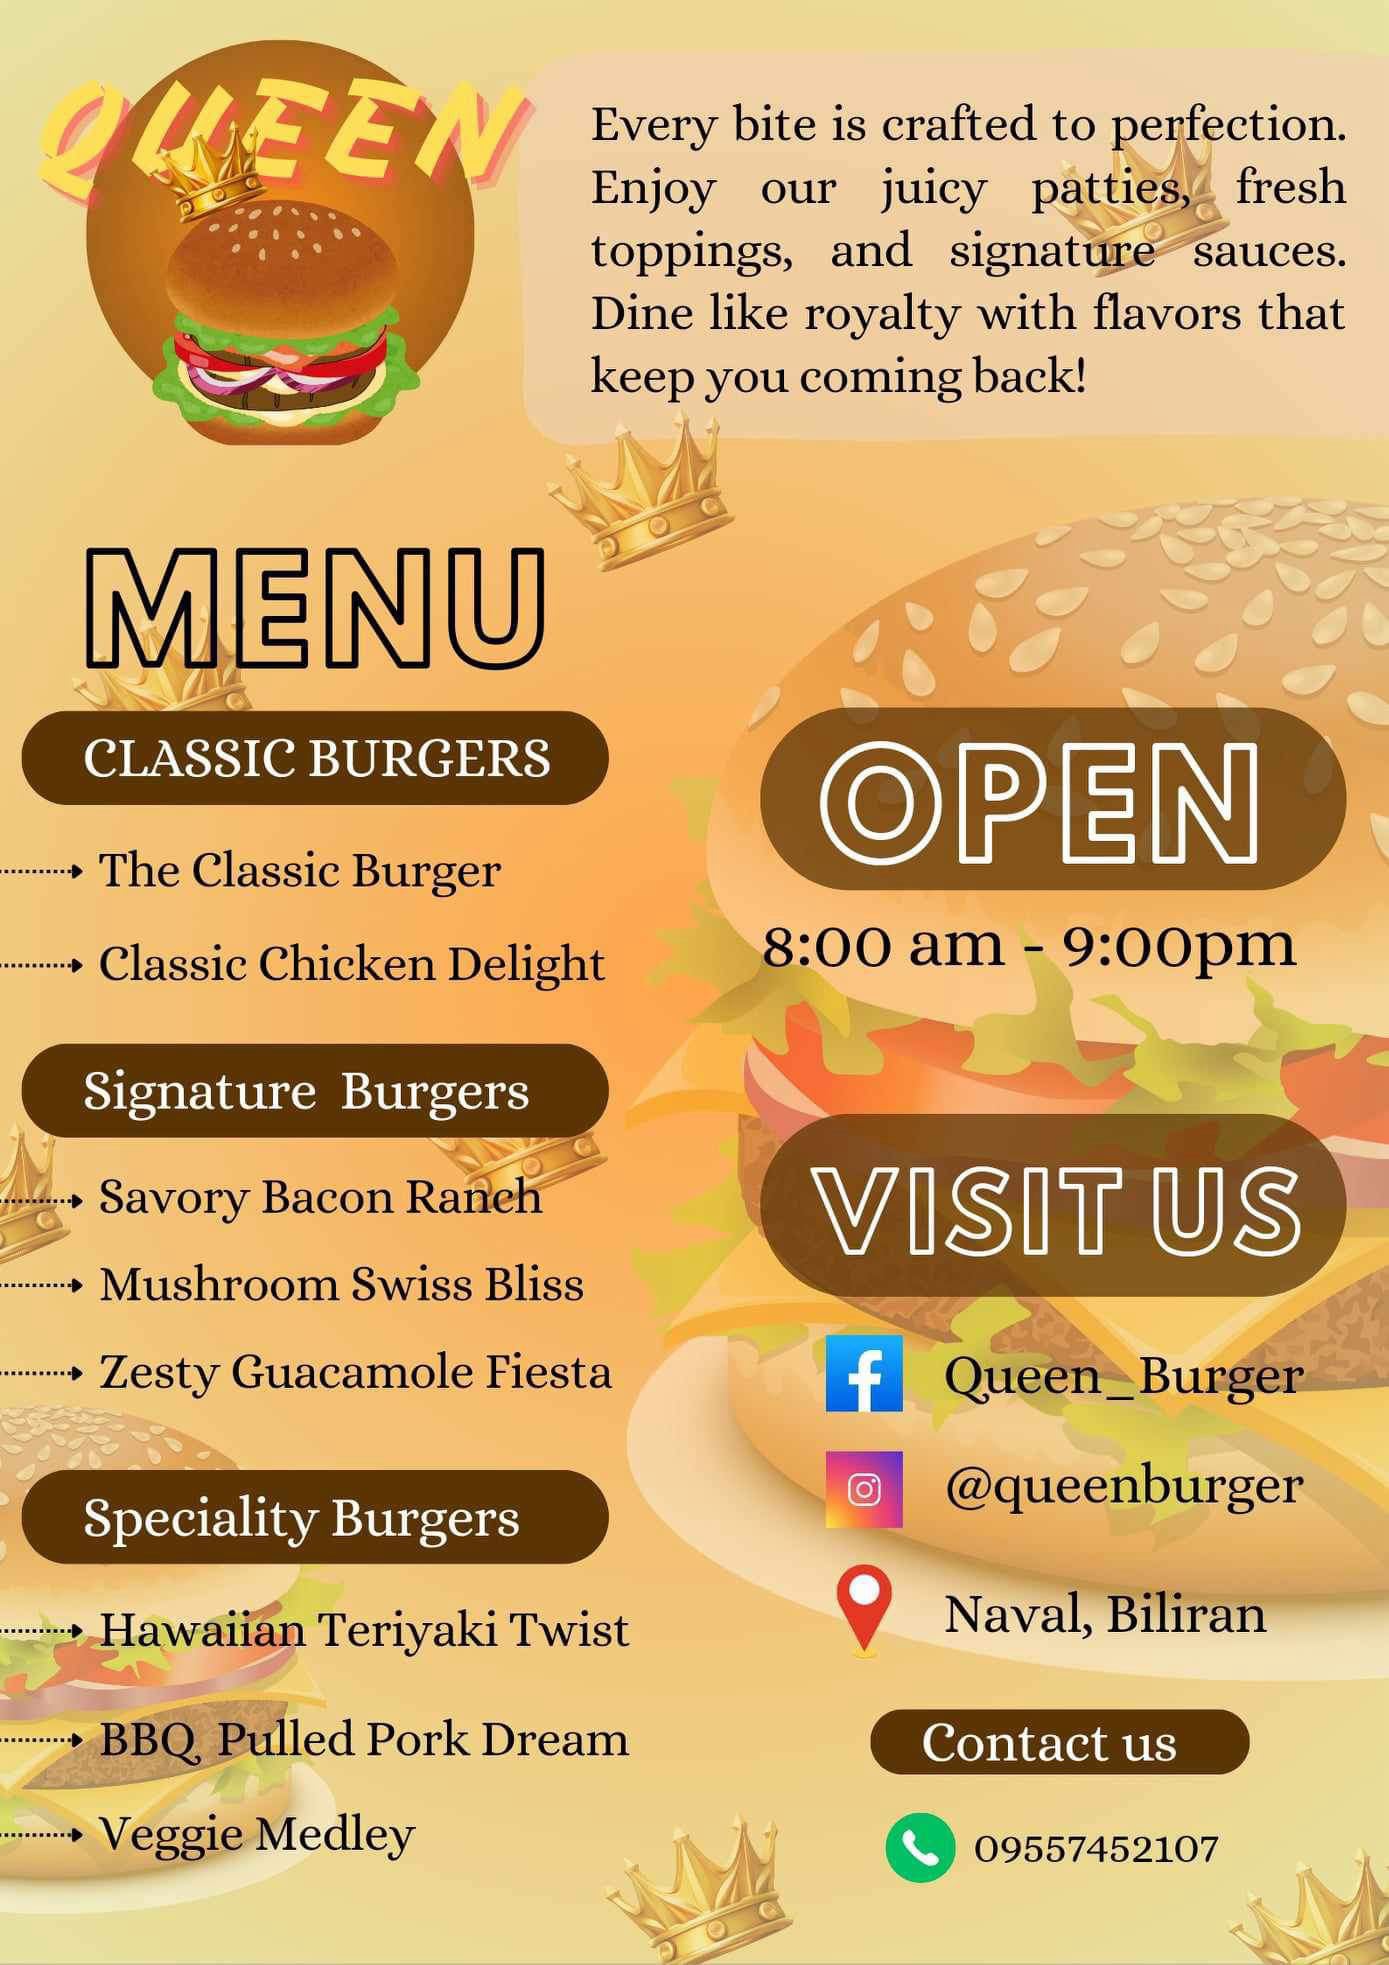 QUEEN
Every bite is crafted to perfection.
Enjoy our juicy patties, fresh
toppings, and signature sauces.
Dine like royalty with flavors that
keep you coming back!
MENU
CLASSIC BURGERS
The Classic Burger
Classic Chicken Delight
Signature Burgers
Savory Bacon Ranch
Mushroom Swiss Bliss
Zesty Guacamole Fiesta
Speciality Burgers
Hawaiian Teriyaki Twist
BBQ Pulled Pork Dream
Veggie Medley
OPEN
8:00 am - 9:00pm
VISIT US
Queen_Burger
@queenburger
Naval, Biliran
Contact us
09557452107